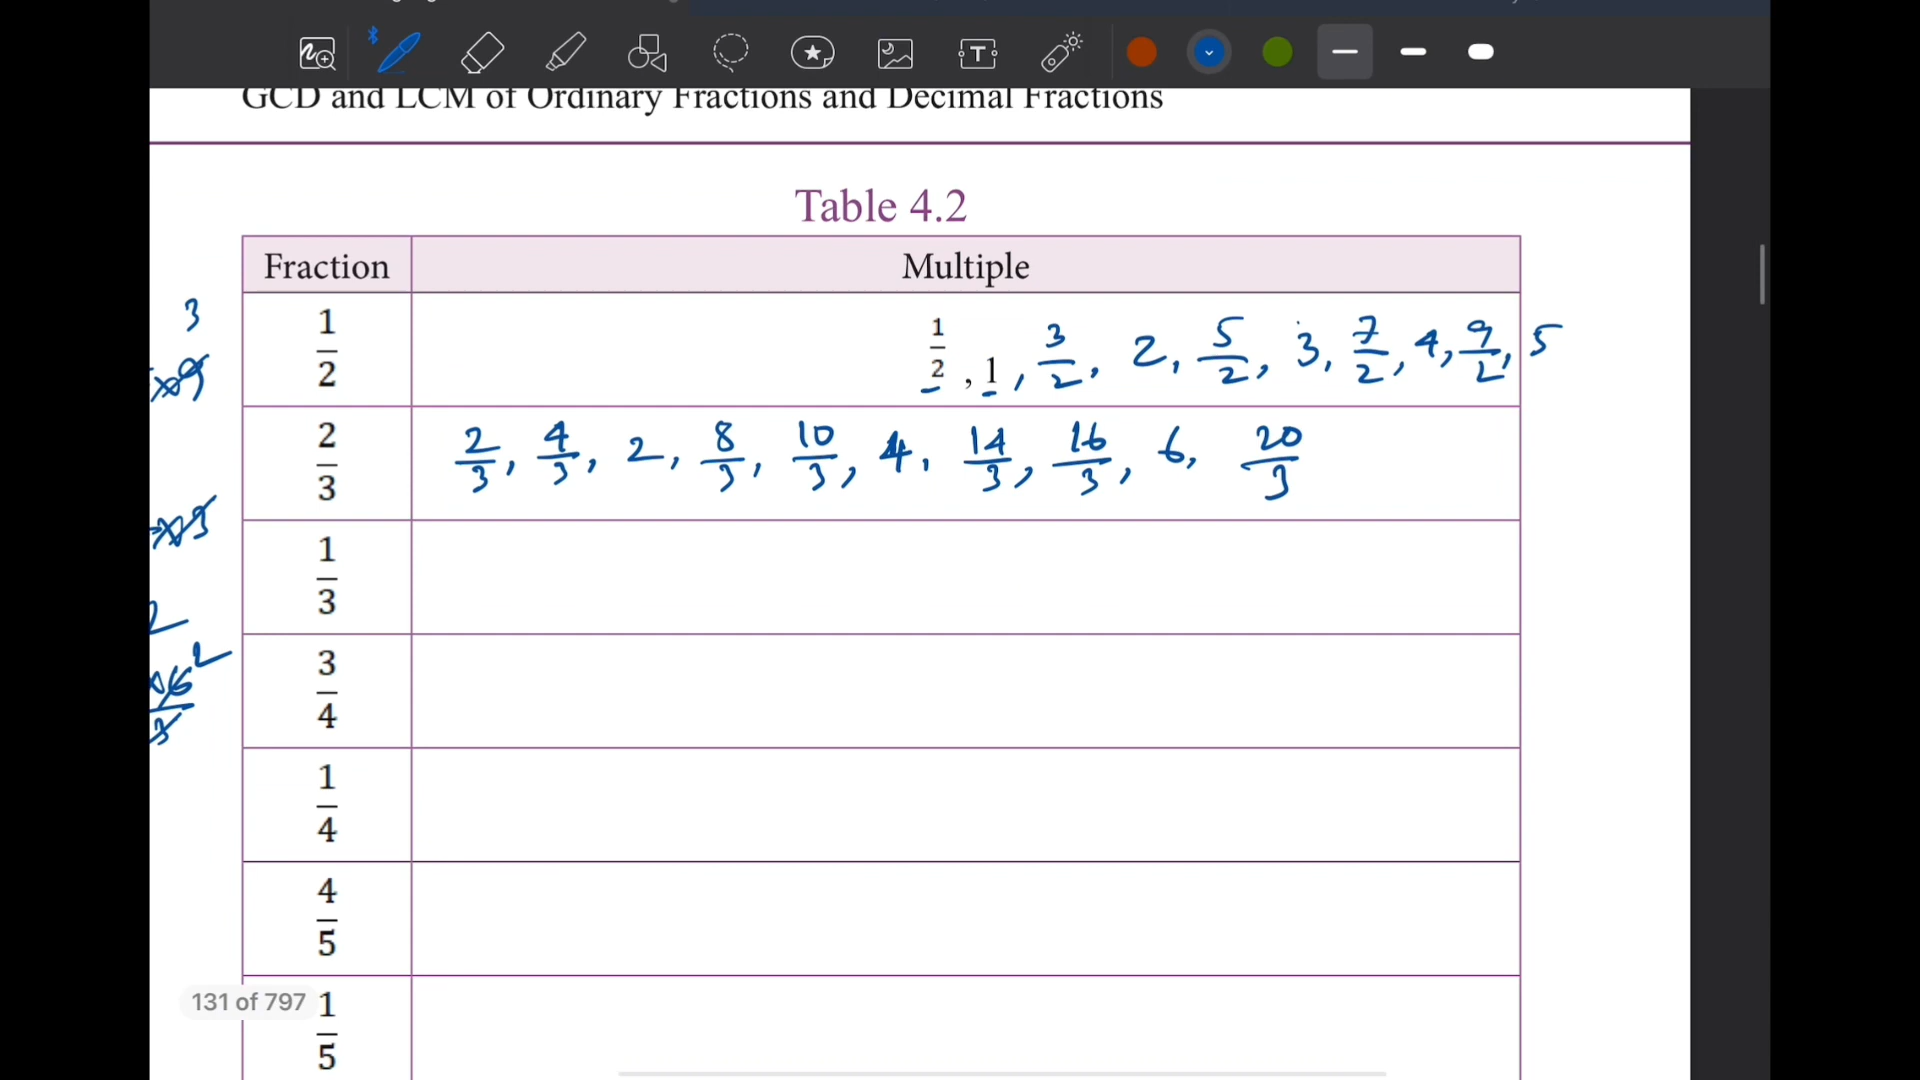 GCD and LCM of Ordinary Fractions and Decimal Fractions
Table 4.2
Fraction Multiple
1/2 1/2, 1, 3/2, 2, 5/2, 3, 7/2, 4, 9/2, 5
3
×9
2/3 2/3, 4/3, 2, 8/3, 10/3, 4, 14/3, 16/3, 6, 20/3
1/3
2
3/4
1/4
4/5
131 of 797
1/5